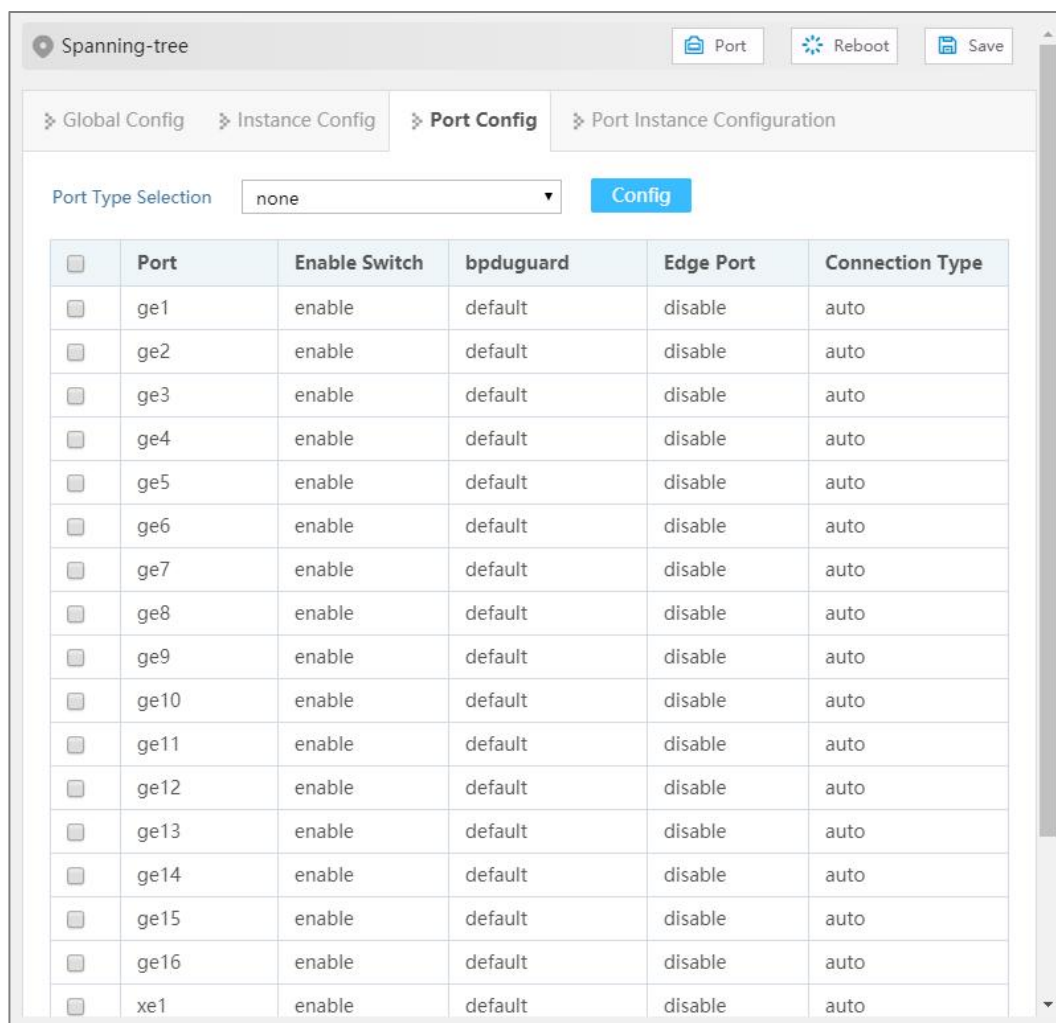 Spanning-tree Port Reboot Save
Global Config Instance Config Port Config Port Instance Configuration
Port Type Selection none Config
Port Enable Switch bpduguard Edge Port Connection Type
ge1 enable default disable auto
ge2 enable default disable auto
ge3 enable default disable auto
ge4 enable default disable auto
ge5 enable default disable auto
ge6 enable default disable auto
ge7 enable default disable auto
ge8 enable default disable auto
ge9 enable default disable auto
ge10 enable default disable auto
ge11 enable default disable auto
ge12 enable default disable auto
ge13 enable default disable auto
ge14 enable default disable auto
ge15 enable default disable auto
ge16 enable default disable auto
xe1 enable default disable auto